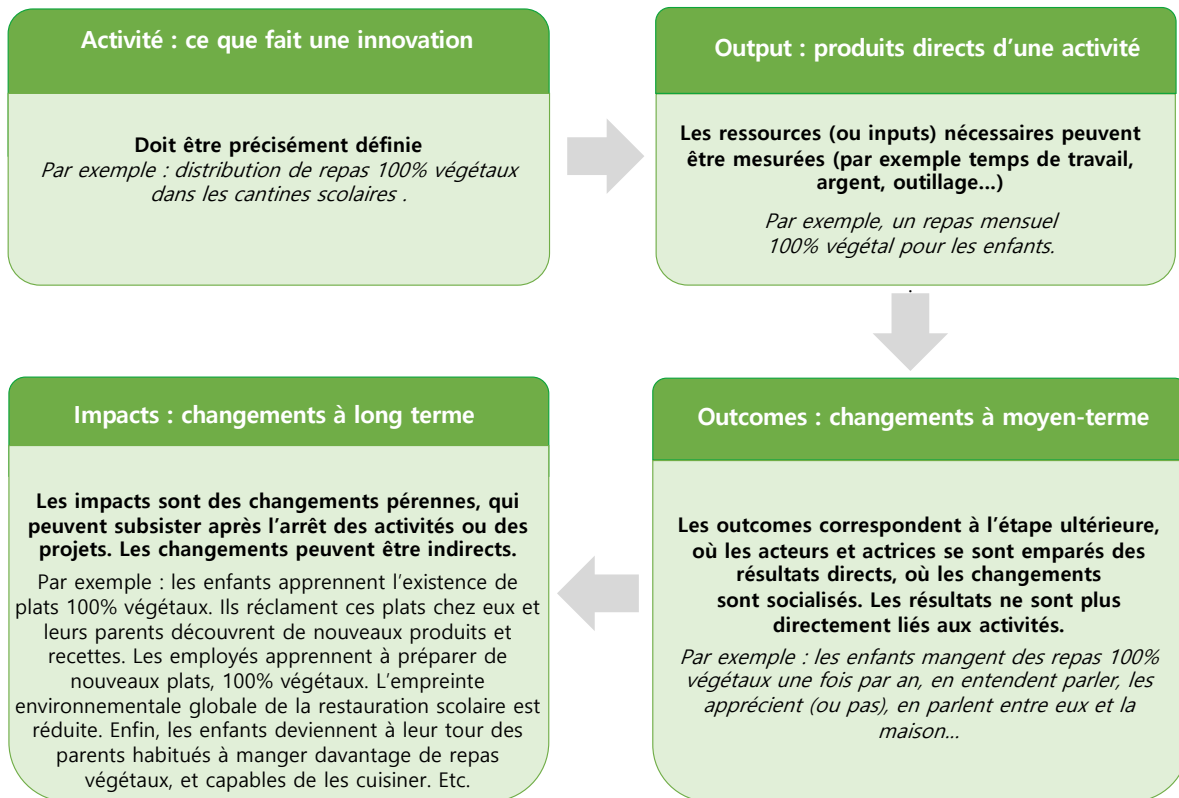 Activité : ce que fait une innovation
Doit être précisément définie
Par exemple : distribution de repas 100% végétaux
dans les cantines scolaires .
Output : produits directs d’une activité
Les ressources (ou inputs) nécessaires peuvent
être mesurées (par exemple temps de travail,
argent, outillage...)
Par exemple, un repas mensuel
100% végétal pour les enfants.
.
Outcomes : changements à moyen-terme
Les outcomes correspondent à l’étape ultérieure,
où les acteurs et actrices se sont emparés des
résultats directs, où les changements
sont socialisés. Les résultats ne sont plus
directement liés aux activités.
Par exemple : les enfants mangent des repas 100%
végétaux une fois par an, en entendent parler, les
apprécient (ou pas), en parlent entre eux et la
maison…
Impacts : changements à long terme
Les impacts sont des changements pérennes, qui
peuvent subsister après l’arrêt des activités ou des
projets. Les changements peuvent être indirects.
Par exemple : les enfants apprennent l’existence de
plats 100% végétaux. Ils réclament ces plats chez eux et
leurs parents découvrent de nouveaux produits et
recettes. Les employés apprennent à préparer de
nouveaux plats, 100% végétaux. L’empreinte
environnementale globale de la restauration scolaire est
réduite. Enfin, les enfants deviennent à leur tour des
parents habitués à manger davantage de repas
végétaux, et capables de les cuisiner. Etc.